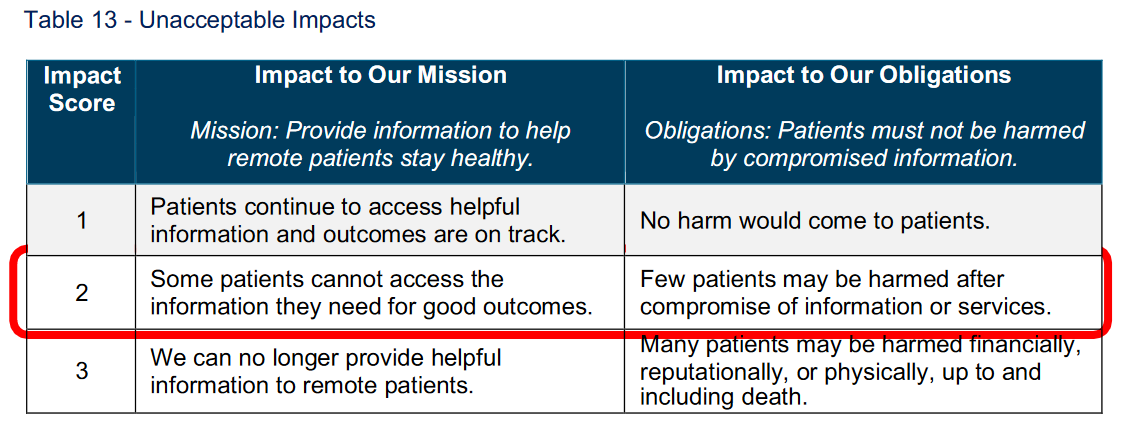 Table 13 - Unacceptable Impacts
Impact Score
Impact to Our Mission
Mission: Provide information to help
remote patients stay healthy.
Impact to Our Obligations
Obligations: Patients must not be harmed
by compromised information.
1
Patients continue to access helpful
information and outcomes are on track.
No harm would come to patients.
2
Some patients cannot access the
information they need for good outcomes.
Few patients may be harmed after
compromise of information or services.
3
We can no longer provide helpful
information to remote patients.
Many patients may be harmed financially,
reputationally, or physically, up to and
including death.